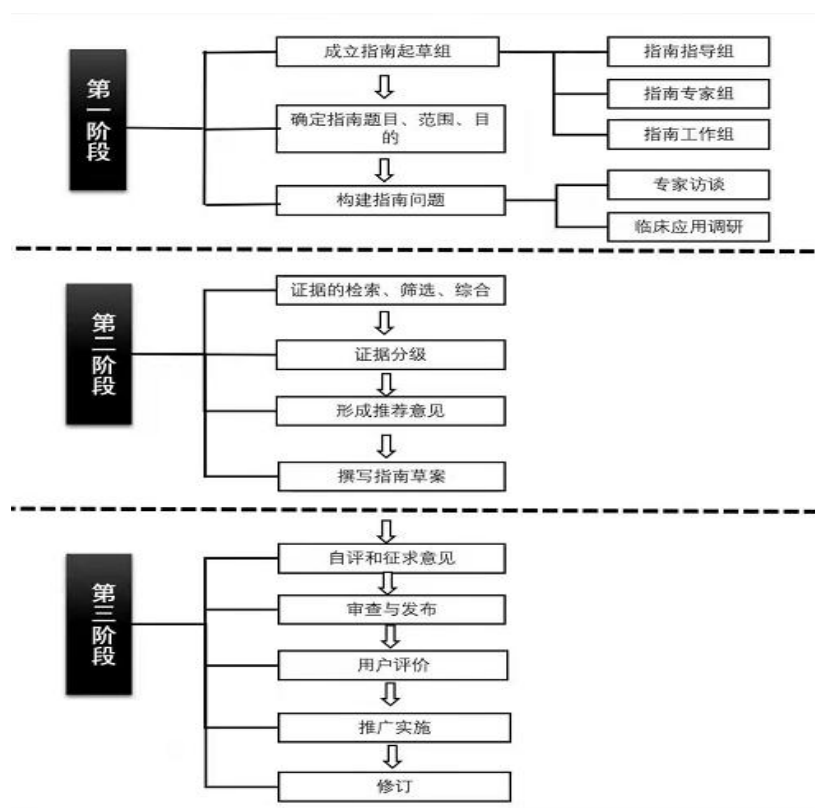 第一阶段
成立指南起草组
指南指导组
指南专家组
指南工作组
确定指南题目、范围、目
的
构建指南问题
专家访谈
临床应用调研
第二阶段
证据的检索、筛选、综合
证据分级
形成推荐意见
撰写指南草案
第三阶段
自评和征求意见
审查与发布
用户评价
推广实施
修订